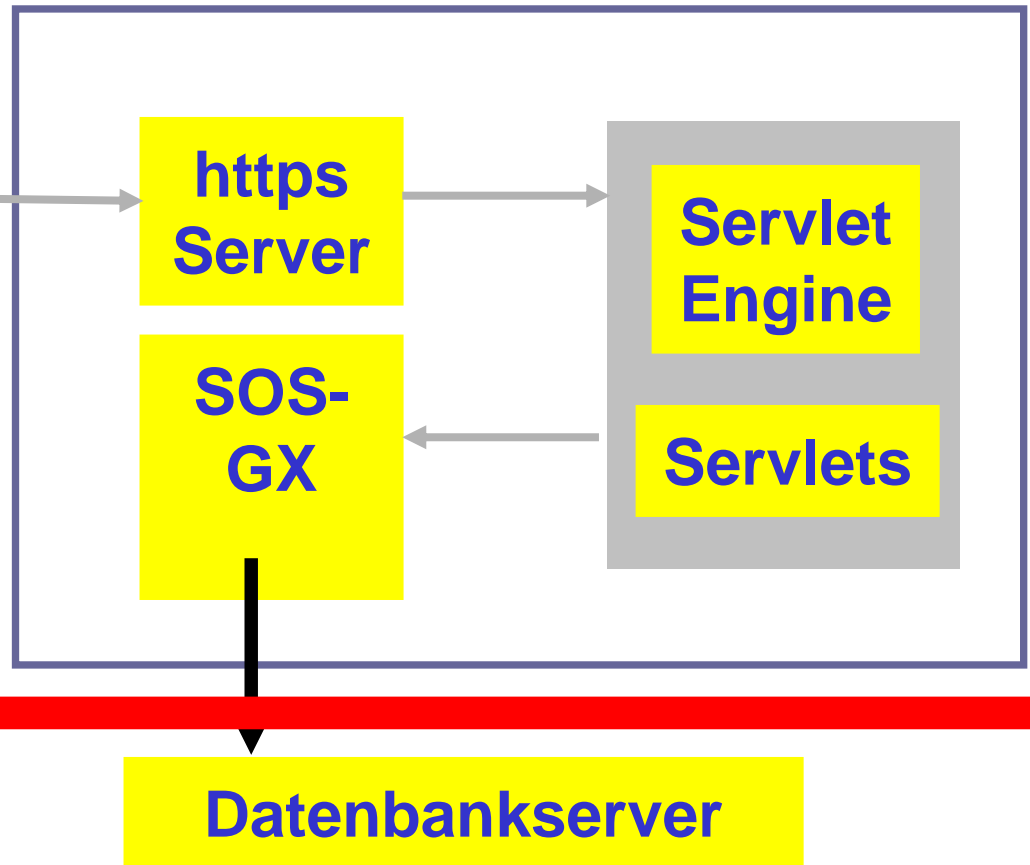 https
Server
Servlet
Engine
SOS-
GX
Servlets
Datenbankserver